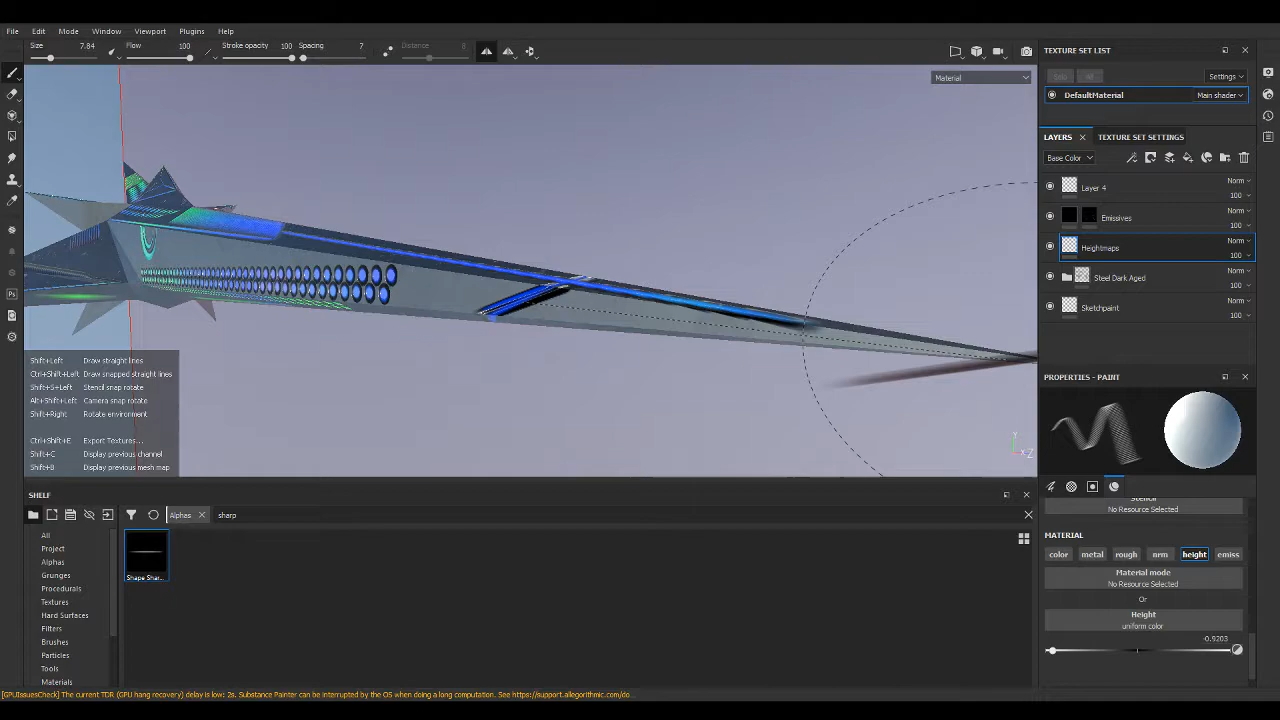 File Edit Mode Window Viewport Plugins Help
Size 7.84 Flow 100 Stroke opacity 100 Spacing 7 Distance 0
Material
TEXTURE SET LIST
Settings
DefaultMaterial Main shader
LAYERS TEXTURE SET SETTINGS
Base Color
Layer 4 Norm 100
Emissives Norm 100
Heightmaps Norm 100
Steel Dark Aged Norm 100
Sketchpaint Norm 100
Shift+Left Draw straight lines
Ctrl+Shift+Left Draw snapped straight lines
Shift+S+Left Stencil snap rotate
Alt+Shift+Left Camera snap rotate
Shift+Right Rotate environment
Ctrl+Shift+E Export Textures...
Shift+C Display previous channel
Shift+B Display previous mesh map
Y
Z
PROPERTIES - PAINT
No Resource Selected
MATERIAL
color metal rough nrm height emiss
Material mode
No Resource Selected
Or
Height
uniform color
-0.9203
SHELF
Alphas sharp
All
Project
Alphas
Grunges
Procedurals
Textures
Hard Surfaces
Filters
Brushes
Particles
Tools
Materials
Shape Shar...
[GPUIssuesCheck] The current TDR (GPU hang recovery) delay is low: 2s. Substance Painter can be interrupted by the OS when doing a long computation. See https://support.allegorithmic.com/do...